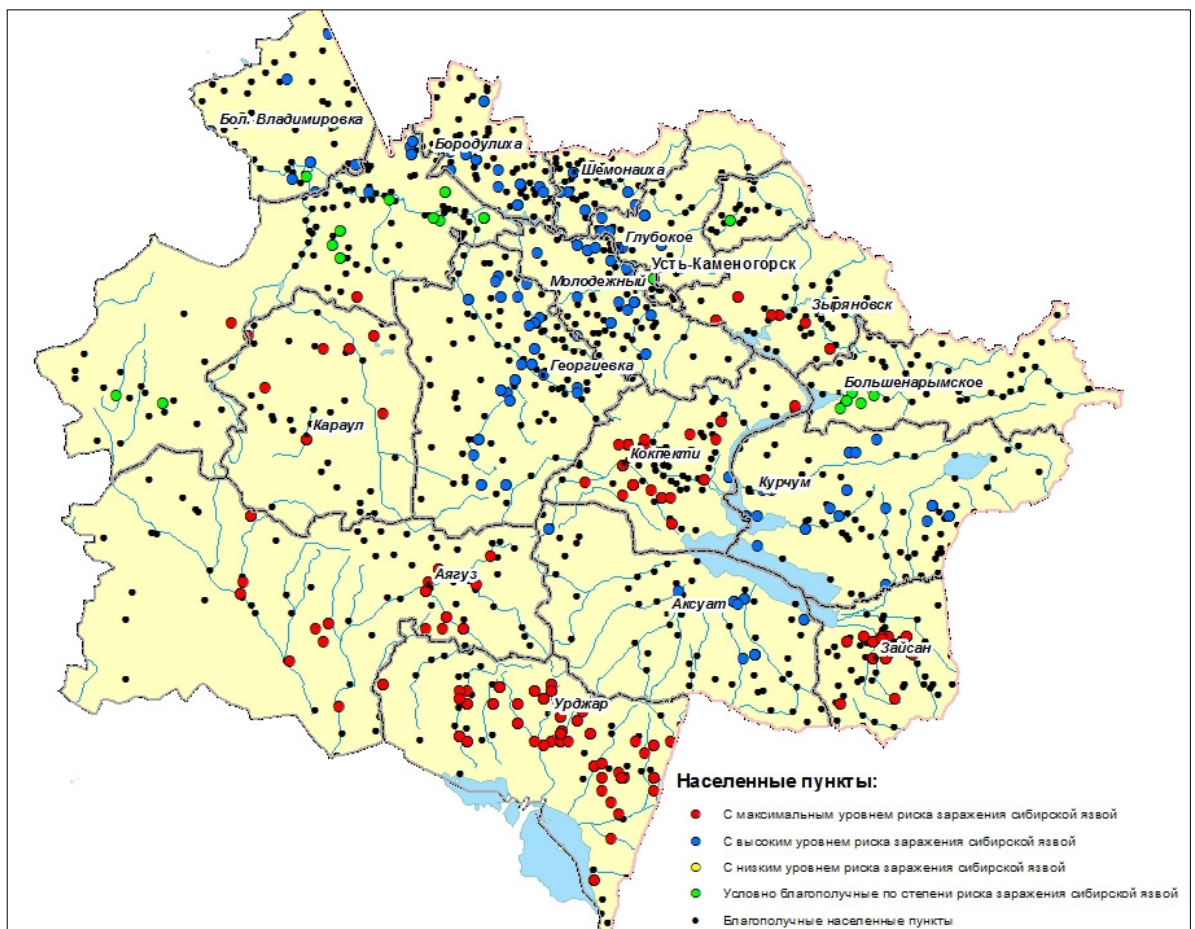 Бол. Владимировка
Бородулиха
Шемонаиха
Глубокое
Усть-Каменогорск
Молодежный
Зыряновск
Георгиевка
Большенарымское
Караул
Кокпекти
Курчум
Аягуз
Аксуат
Зайсан
Урджар
Населенные пункты:
С максимальным уровнем риска заражения сибирской язвой
С высоким уровнем риска заражения сибирской язвой
С низким уровнем риска заражения сибирской язвой
Условно благополучные по степени риска заражения сибирской язвой
Благополучные населенные пункты